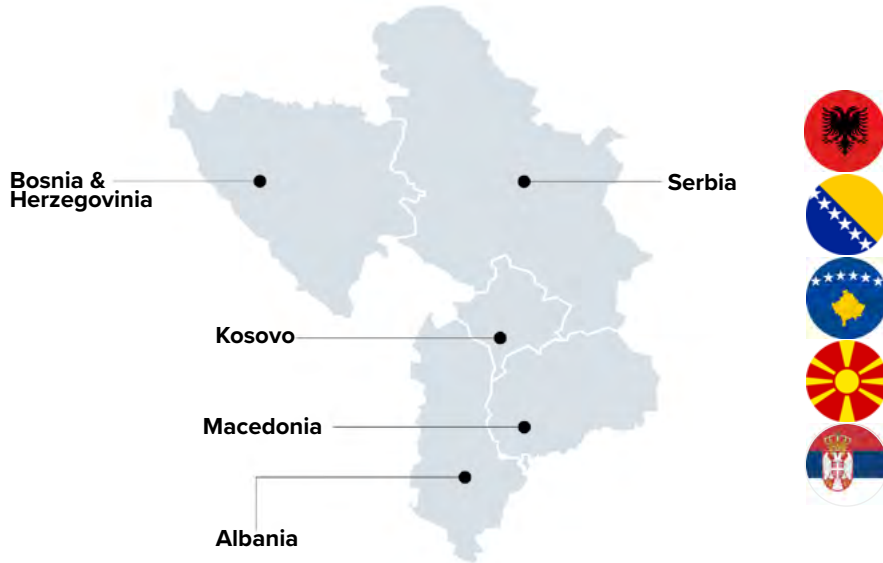 Bosnia &
Herzegovinia
Serbia
Kosovo
Macedonia
Albania